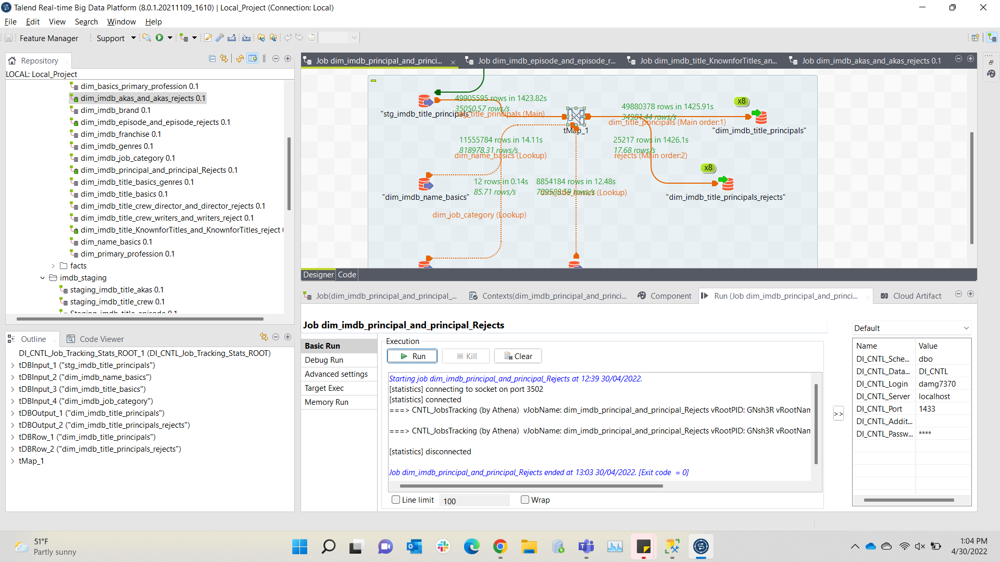 Talend Real-time Big Data Platform (8.0.1.20211109_1610) | Local_Project (Connection: Local)
File Edit View Search Window Help
Feature Manager Support
Repository
LOCAL: Local_Project
dim_basics_primary_profession 0.1
dim_imdb_akas_and_akas_rejects 0.1
dim_imdb_brand 0.1
dim_imdb_episode_and_episode_rejects 0.1
dim_imdb_franchise 0.1
dim_imdb_genres 0.1
dim_imdb_job_category 0.1
dim_imdb_principal_and_principal_Rejects 0.1
dim_imdb_title_basics_genres 0.1
dim_imdb_title_basics 0.1
dim_imdb_title_crew_director_and_director_rejects 0.1
dim_imdb_title_crew_writers_and_writers_reject 0.1
dim_imdb_title_KnownforTitles_and_KnownforTitles_reject
dim_name_basics 0.1
dim_primary_profession 0.1
facts
imdb_staging
staging_imdb_title_akas 0.1
staging_imdb_title_crew 0.1
Staging_imdb_title_episode 0.1
Outline Code Viewer
DI_CNTL_Job_Tracking_Stats_ROOT_1 (DI_CNTL_Job_Tracking_Stats_ROOT)
tDBInput_1 ("stg_imdb_title_principals")
tDBInput_2 ("dim_imdb_name_basics")
tDBInput_3 ("dim_imdb_title_basics")
tDBInput_4 ("dim_imdb_job_category")
tDBOutput_1 ("dim_imdb_title_principals")
tDBOutput_2 ("dim_imdb_title_principals_rejects")
tDBRow_1 ("dim_imdb_title_principals")
tDBRow_2 ("dim_imdb_title_principals_rejects")
tMap_1
Job dim_imdb_principal_and_princi... Job dim_imdb_episode_and_episode_r... Job dim_imdb_title_KnownforTitles_an... Job dim_imdb_akas_and_akas_rejects 0.1
49905595 rows in 1423.82s
35050.57 rows/s
"stg_imdb_title_principals"
stg_title_principals (Main)
tMap_1
49880378 rows in 1425.91s
34981.44 rows/s
dim_title_principals (Main order:1)
x8
"dim_imdb_title_principals"
11555784 rows in 14.11s
818978.31 rows/s
dim_name_basics (Lookup)
25217 rows in 1426.1s
17.68 rows/s
rejects (Main order:2)
x8
"dim_imdb_name_basics"
12 rows in 0.14s
85.71 rows/s
8854184 rows in 12.48s
709583.59 rows/s
dim_title_basics (Lookup)
"dim_imdb_title_principals_rejects"
dim_job_category (Lookup)
Designer Code
Job(dim_imdb_principal_and_principal_... Contexts(dim_imdb_principal_and_princi... Component Run (Job dim_imdb_principal_and_princi... Cloud Artifact
Job dim_imdb_principal_and_principal_Rejects
Basic Run
Debug Run
Advanced settings
Target Exec
Memory Run
Execution
Run Kill Clear
Starting job dim_imdb_principal_and_principal_Rejects at 12:39 30/04/2022.
[statistics] connecting to socket on port 3502
[statistics] connected
===> CNTL_JobsTracking (by Athena) vJobName: dim_imdb_principal_and_principal_Rejects vRootPID: GNsh3R vRootNam
===> CNTL_JobsTracking (by Athena) vJobName: dim_imdb_principal_and_principal_Rejects vRootPID: GNsh3R vRootNam
[statistics] disconnected
Job dim_imdb_principal_and_principal_Rejects ended at 13:03 30/04/2022. [Exit code = 0]
Line limit 100 Wrap
>>
Default
Name Value
DI_CNTL_Sche... dbo
DI_CNTL_Data... DI_CNTL
DI_CNTL_Login damg7370
DI_CNTL_Server localhost
DI_CNTL_Port 1433
DI_CNTL_Addit...
DI_CNTL_Passw... ****
51°F
Partly sunny
1:04 PM
4/30/2022